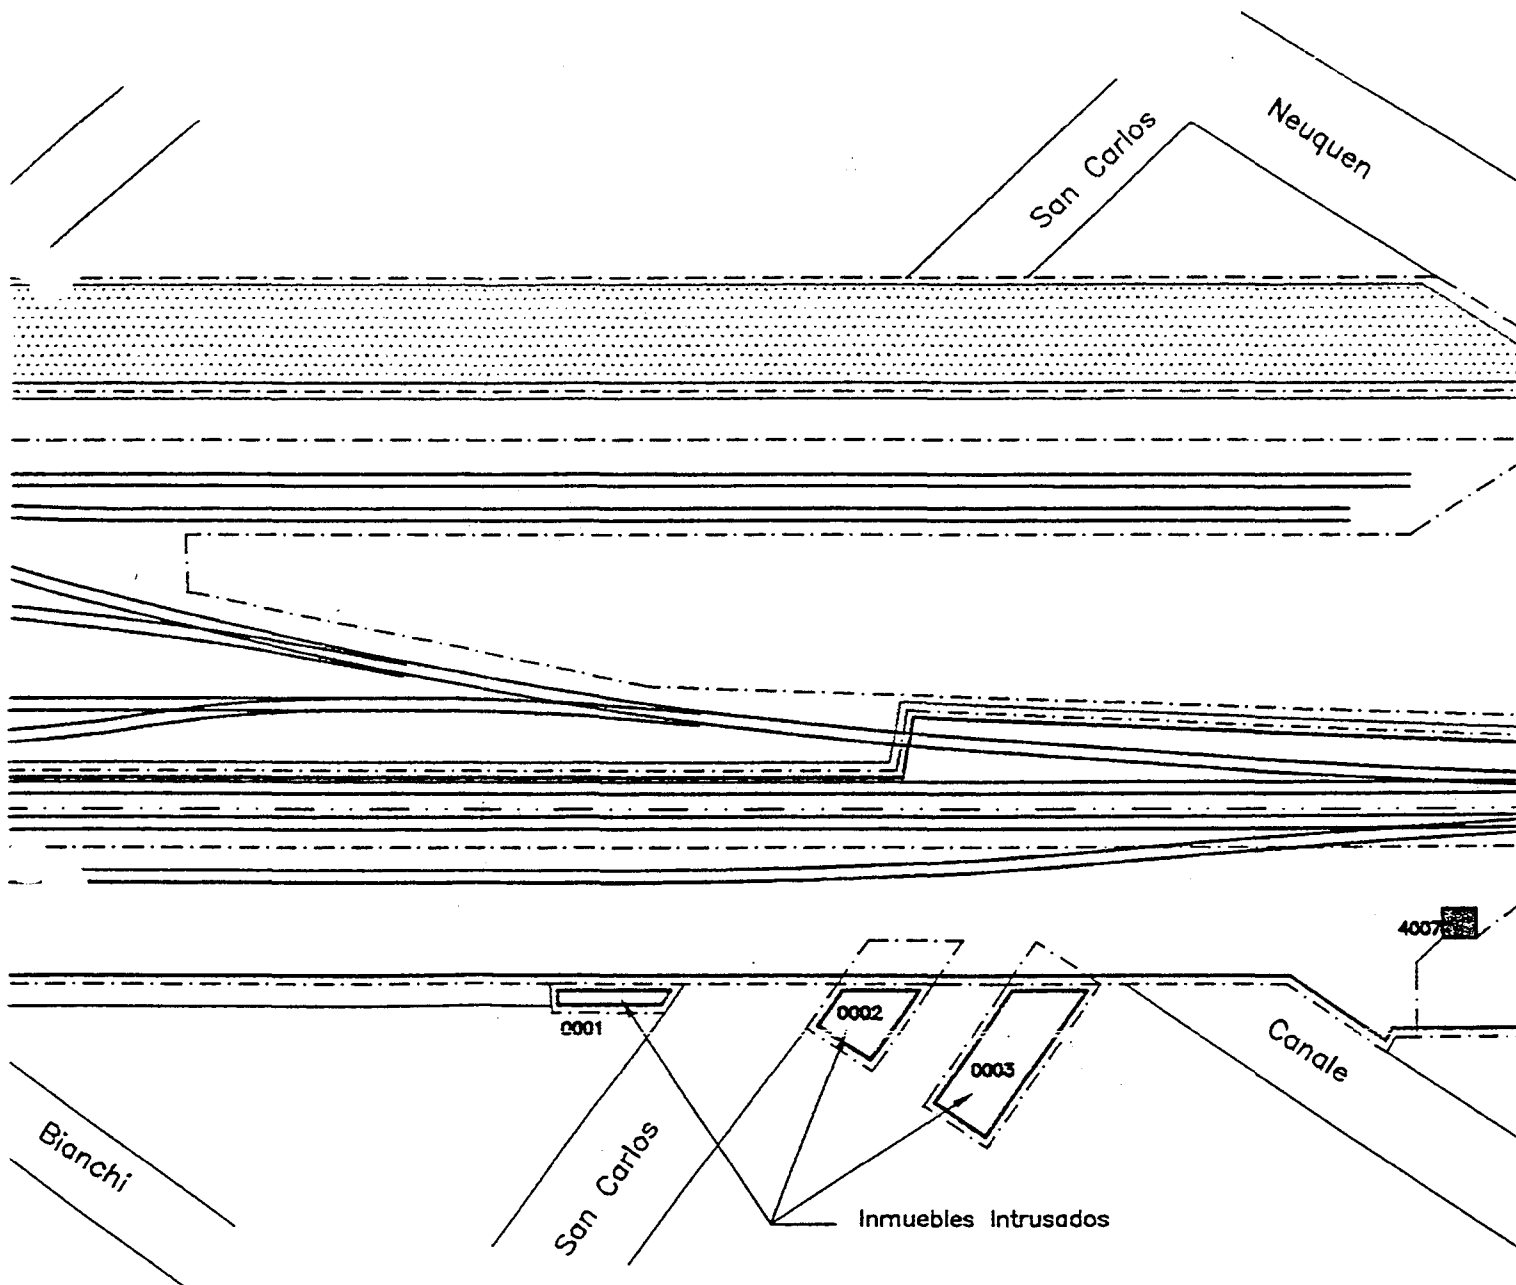 Neuquen
San Carlos
4007
0002
0001
0003
Canale
Bianchi
San Carlos
Inmuebles Intrusados